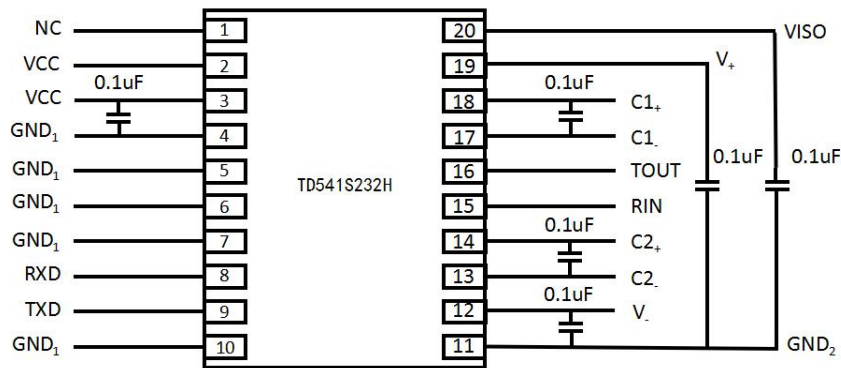 NC 1 20 VISO
VCC 2 19 V₊
VCC 0.1uF 3 18 0.1uF C1₊
GND₁ 4 17 C1₋
GND₁ 5 16 TOUT 0.1uF 0.1uF
TD541S232H
GND₁ 6 15 RIN
GND₁ 7 14 0.1uF C2₊
RXD 8 13 C2₋
TXD 9 12 0.1uF V₋
GND₁ 10 11 GND₂